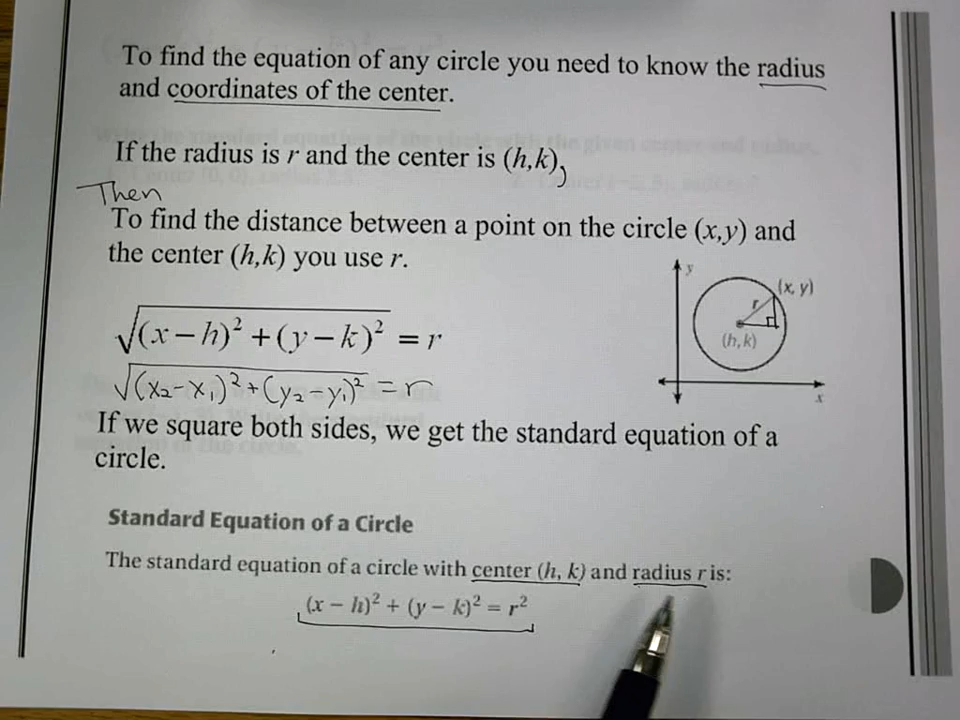 To find the equation of any circle you need to know the radius
and coordinates of the center.
If the radius is r and the center is (h,k),
Then
To find the distance between a point on the circle (x,y) and
the center (h,k) you use r.
y
(x, y)
r
(h, k)
x
√(x − h)² + (y − k)² = r
√(x₂-x₁)² + (y₂-y₁)² = r
If we square both sides, we get the standard equation of a
circle.
Standard Equation of a Circle
The standard equation of a circle with center (h, k) and radius r is:
(x − h)² + (y − k)² = r²